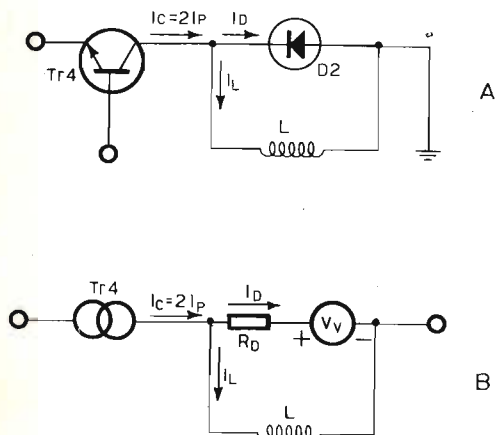 IC=2IP ID
Tr4
D2
IL
L
A
Tr4
IC=2IP ID
RD
+ VV -
IL
L
B